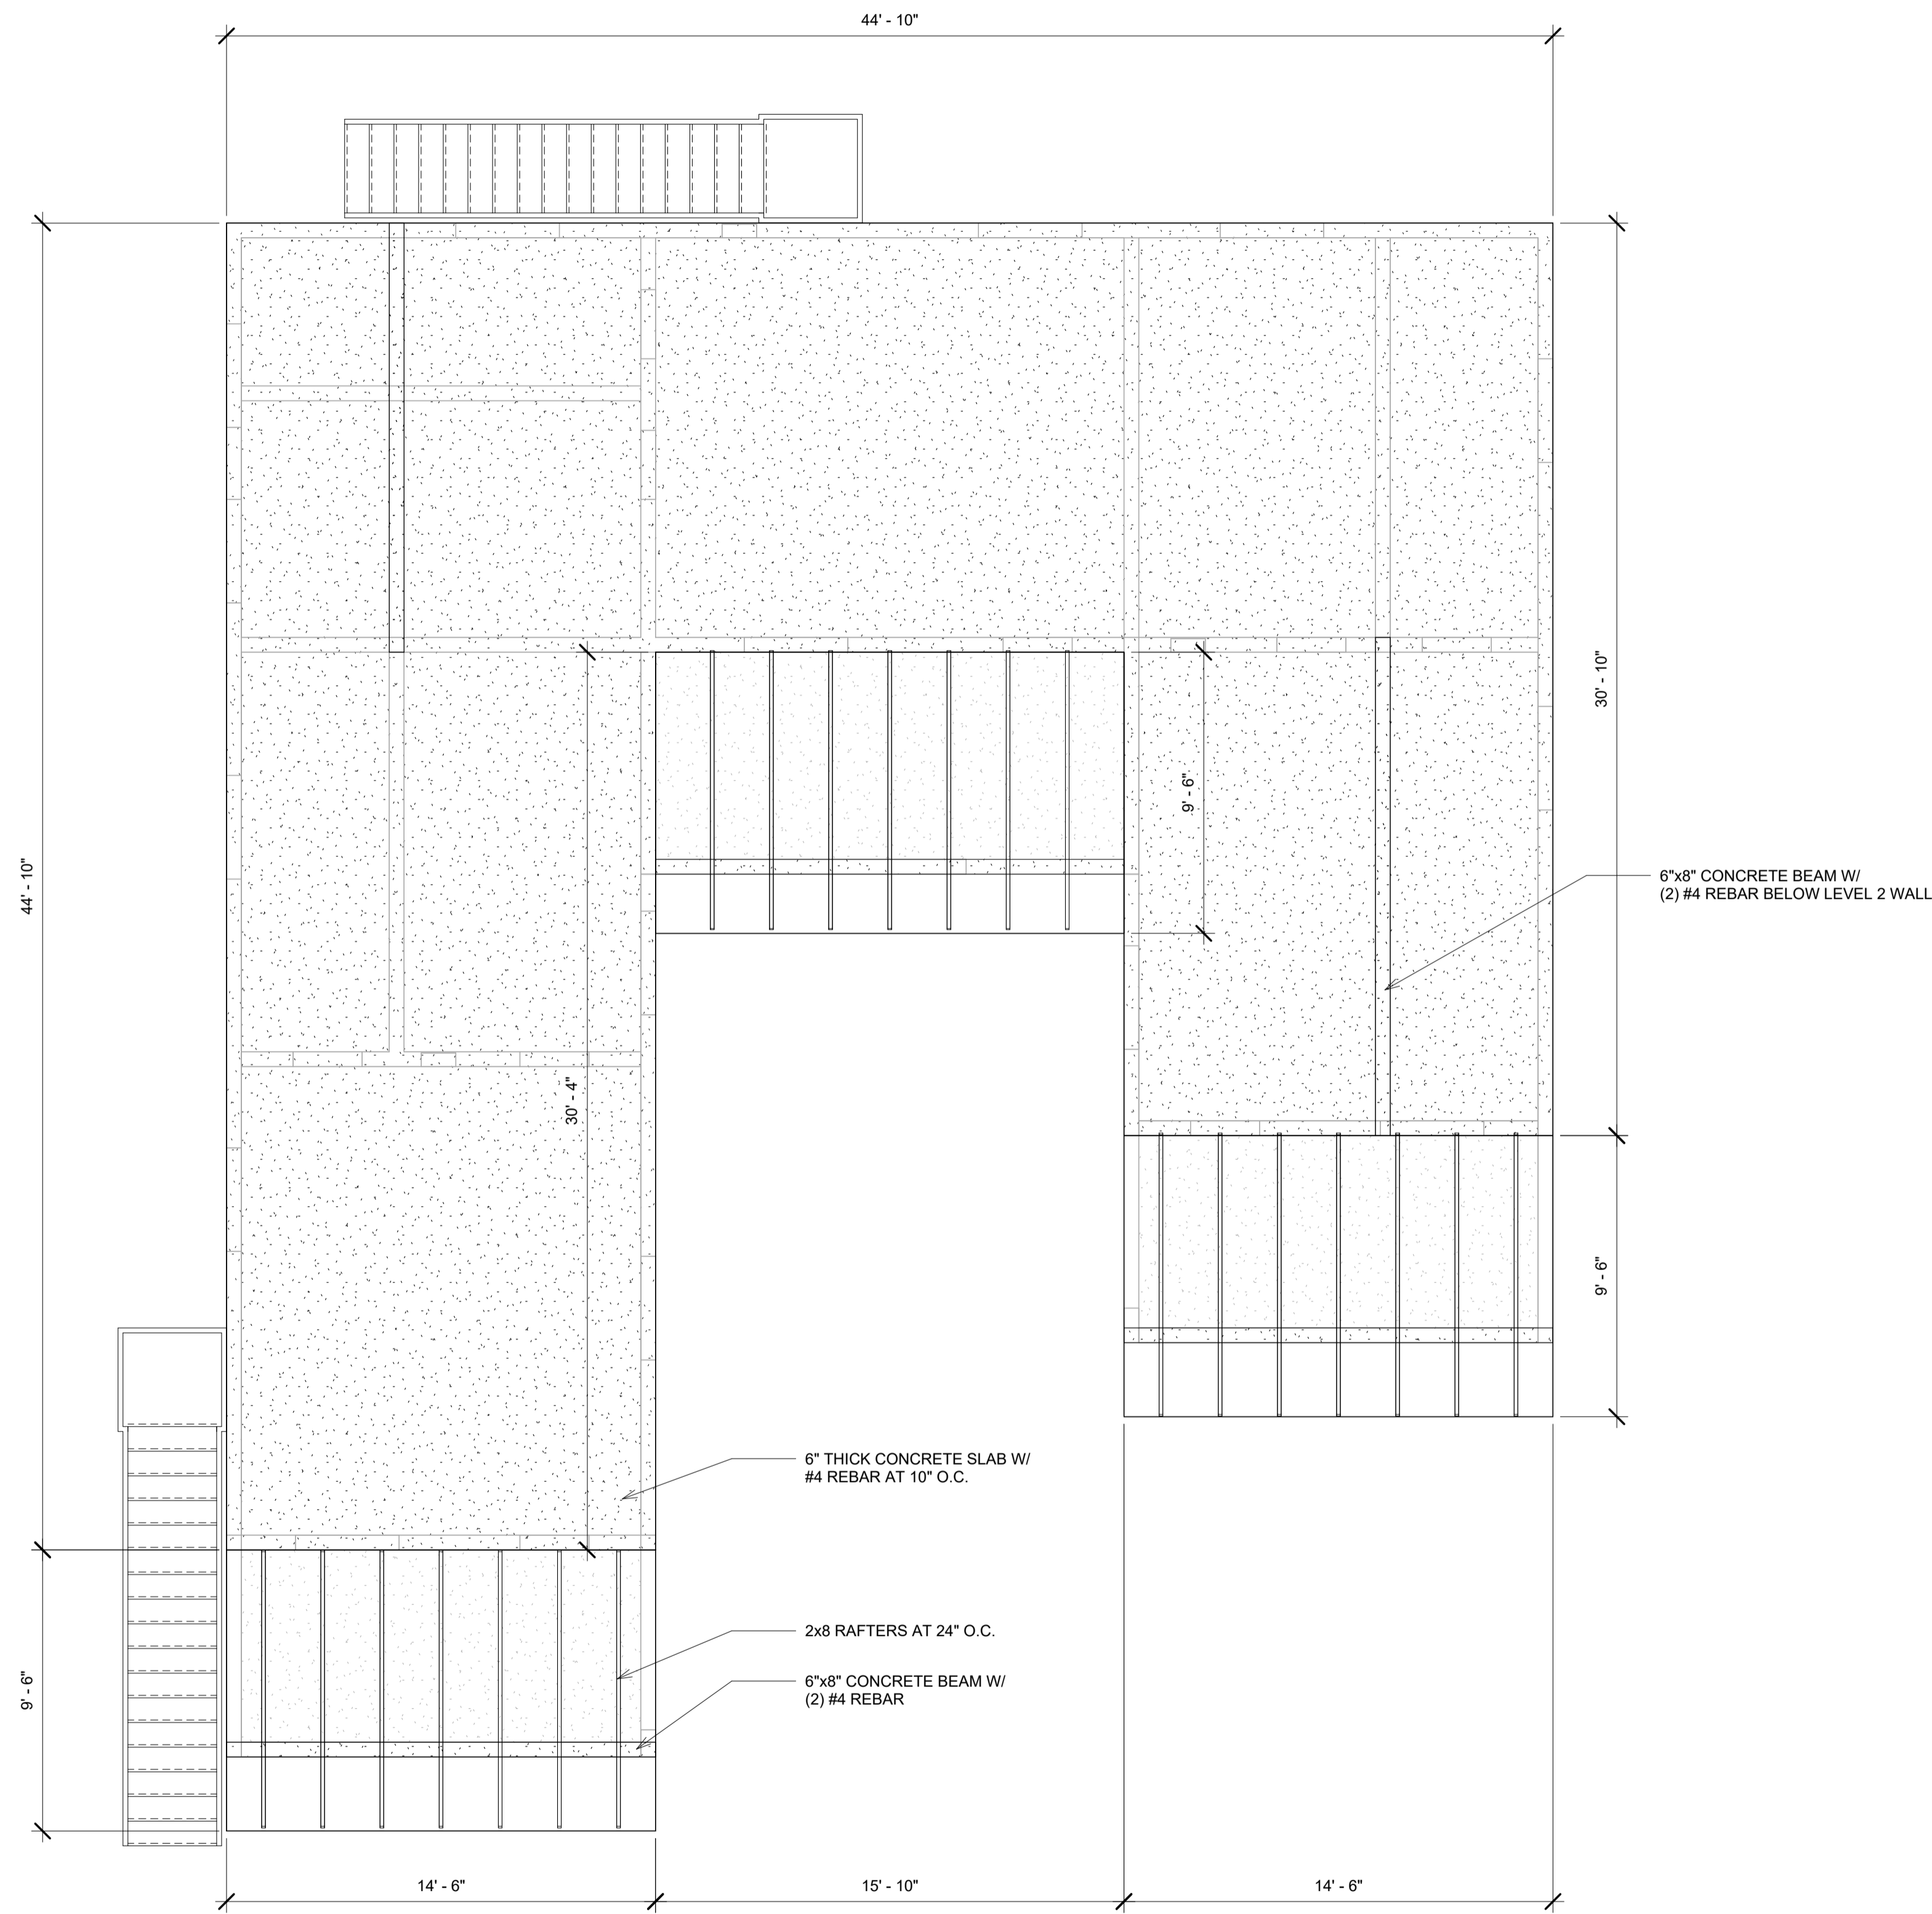 44' - 10"
30' - 10"
9' - 6"
44' - 10"
6"x8" CONCRETE BEAM W/
(2) #4 REBAR BELOW LEVEL 2 WALL
30' - 4"
9' - 6"
6" THICK CONCRETE SLAB W/
#4 REBAR AT 10" O.C.
2x8 RAFTERS AT 24" O.C.
6"x8" CONCRETE BEAM W/
(2) #4 REBAR
9' - 6"
14' - 6"
15' - 10"
14' - 6"